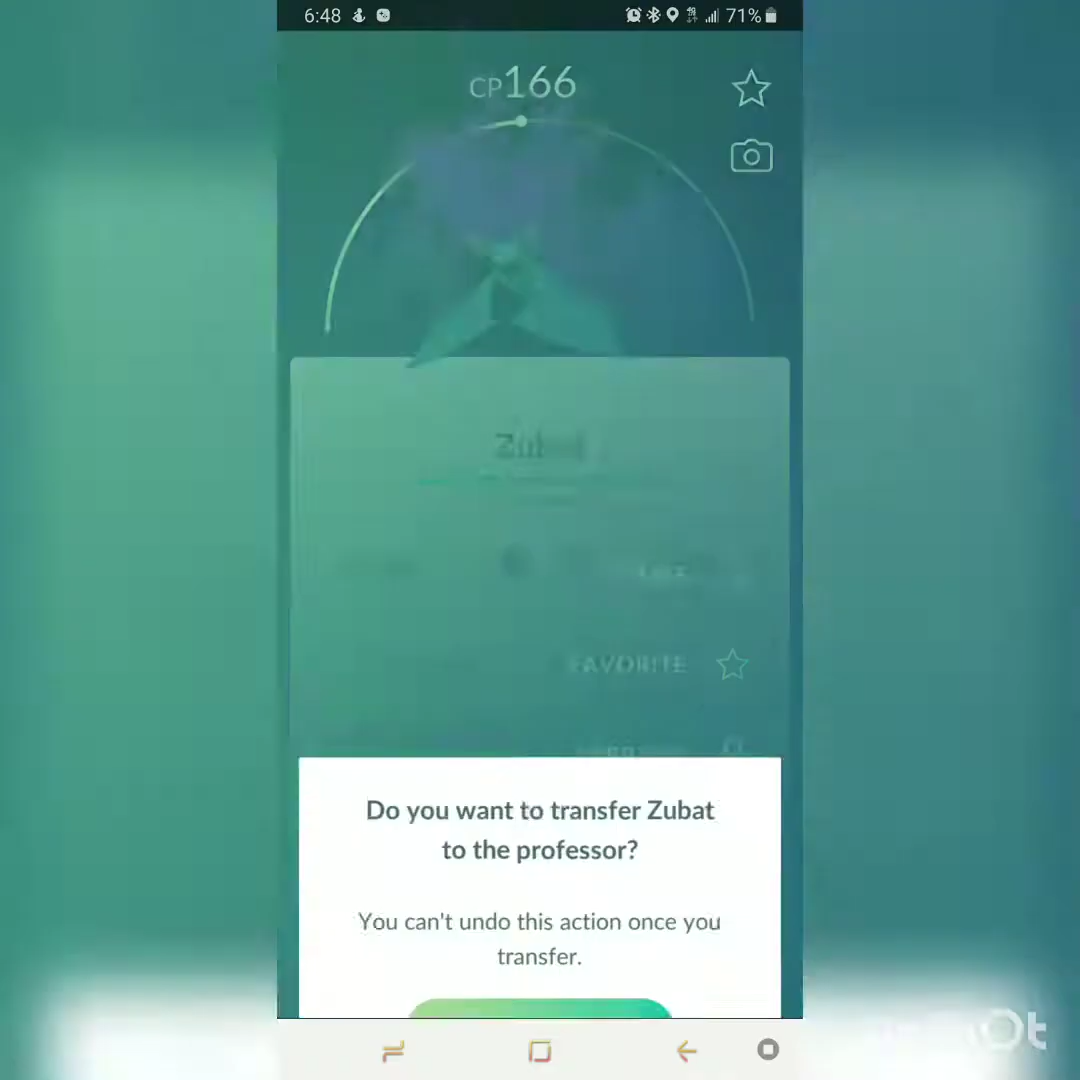 6:48 71%
CP166
Zubat
FAVORITE
Do you want to transfer Zubat
to the professor?
You can't undo this action once you
transfer.